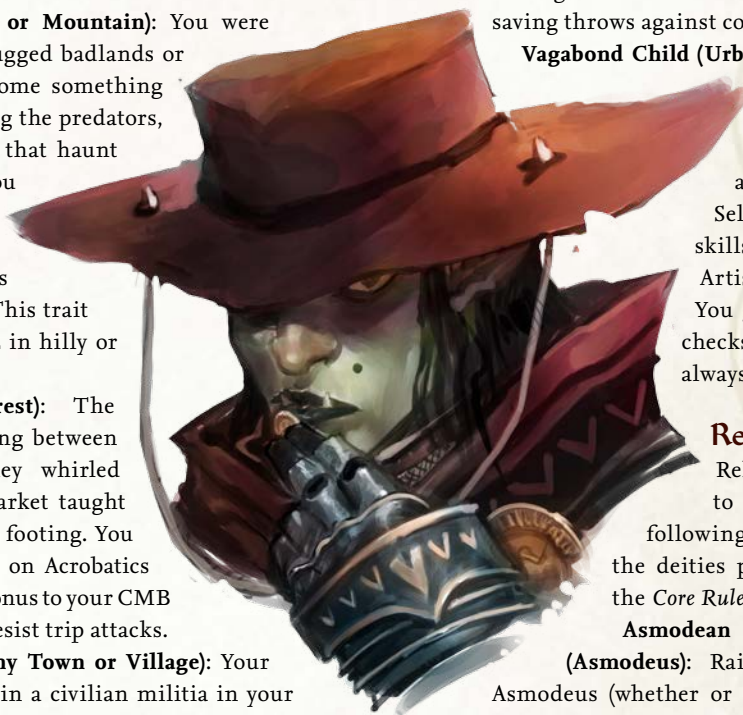 or Mountain): You were
ugged badlands or
ome something
g the predators,
that haunt
ou
s
This trait
in hilly or
rest): The
ng between
ey whirled
arket taught
footing. You
on Acrobatics
onus to your CMB
esist trip attacks.
ny Town or Village): Your
in a civilian militia in your
saving throws against co
Vagabond Child (Urb
a
Sel
skills
Artis
You
checks
always
Re
Re
to
following
the deities p
the Core Rule
Asmodean
(Asmodeus): Rai
Asmodeus (whether or